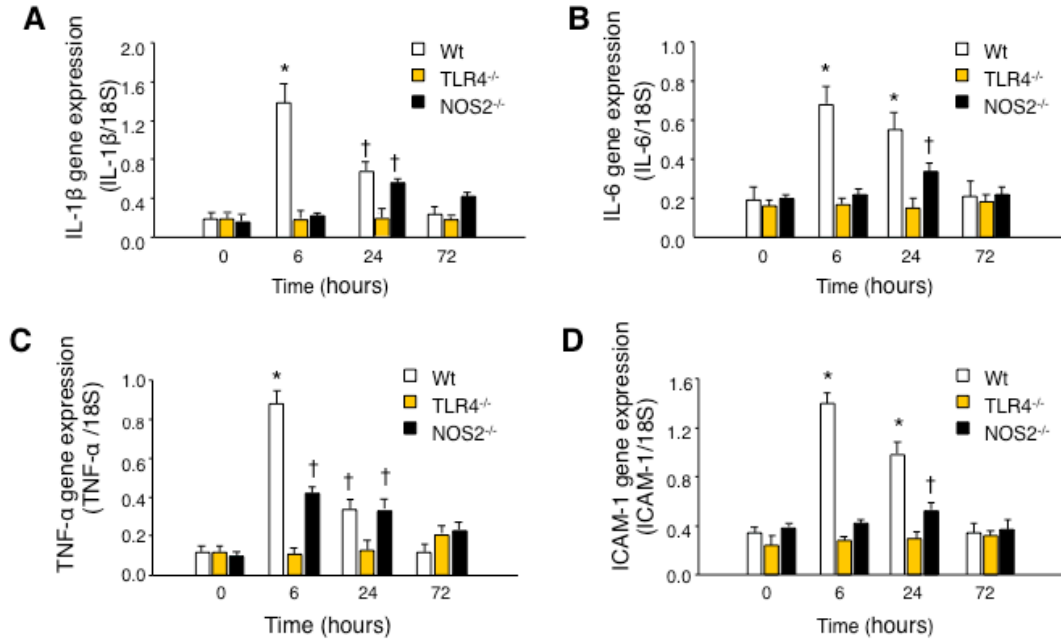 A
IL-1β gene expression
(IL-1β/18S)
2.0
1.6
1.2
0.8
0.4
0.0
*
†
†
Wt
TLR4-/-
NOS2-/-
0 6 24 72
Time (hours)
B
IL-6 gene expression
(IL-6/18S)
1.0
0.8
0.6
0.4
0.2
0.0
*
*
†
Wt
TLR4-/-
NOS2-/-
0 6 24 72
Time (hours)
C
TNF-α gene expression
(TNF-α /18S)
1.0
0.8
0.6
0.4
0.2
0.0
*
†
†
†
Wt
TLR4-/-
NOS2-/-
0 6 24 72
Time (hours)
D
ICAM-1 gene expression
(ICAM-1/18S)
1.6
1.2
0.8
0.4
0.0
*
*
†
Wt
TLR4-/-
NOS2-/-
0 6 24 72
Time (hours)